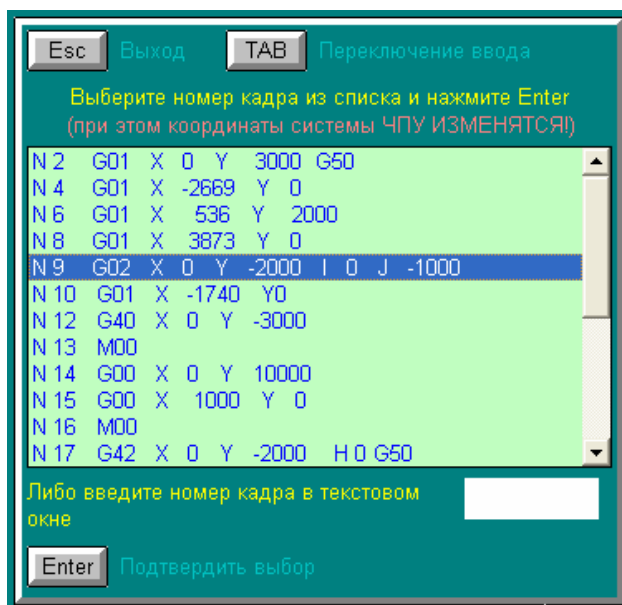 Esc Выход TAB Переключение ввода
Выберите номер кадра из списка и нажмите Enter
(при этом координаты системы ЧПУ ИЗМЕНЯТСЯ!)
N 2 G01 X 0 Y 3000 G50
N 4 G01 X -2669 Y 0
N 6 G01 X 536 Y 2000
N 8 G01 X 3873 Y 0
N 9 G02 X 0 Y -2000 I 0 J -1000
N 10 G01 X -1740 Y0
N 12 G40 X 0 Y -3000
N 13 M00
N 14 G00 X 0 Y 10000
N 15 G00 X 1000 Y 0
N 16 M00
N 17 G42 X 0 Y -2000 H 0 G50
Либо введите номер кадра в текстовом
окне
Enter Подтвердить выбор